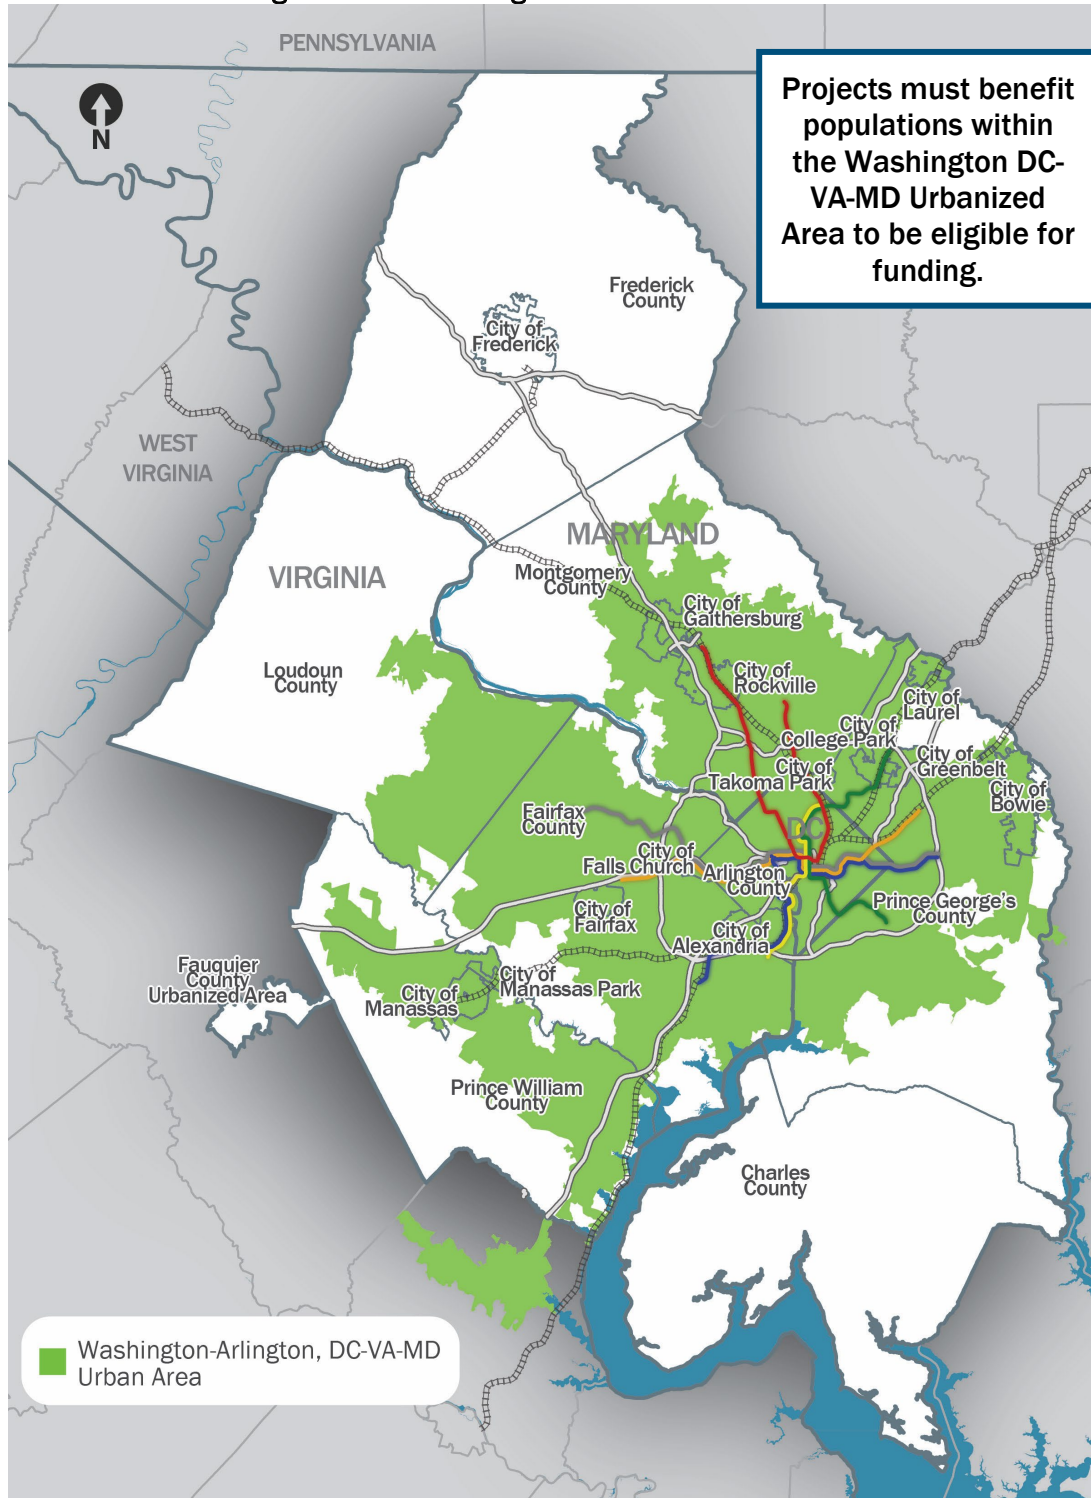 PENNSYLVANIA
N
Projects must benefit
populations within
the Washington DC-
VA-MD Urbanized
Area to be eligible for
funding.
Frederick
County
City of
Frederick
WEST
VIRGINIA
MARYLAND
VIRGINIA
Montgomery
County
City of
Gaithersburg
Loudoun
County
City of
Rockville
City of
Laurel
City of
College Park
City of
Greenbelt
City of
Takoma Park
City of
Bowie
Fairfax
County
DC
City of
Falls Church
Arlington
County
Prince George's
County
City of
Fairfax
City of
Alexandria
Fauquier
County
Urbanized Area
City of
Manassas Park
City of
Manassas
Prince William
County
Charles
County
Washington-Arlington, DC-VA-MD
Urban Area